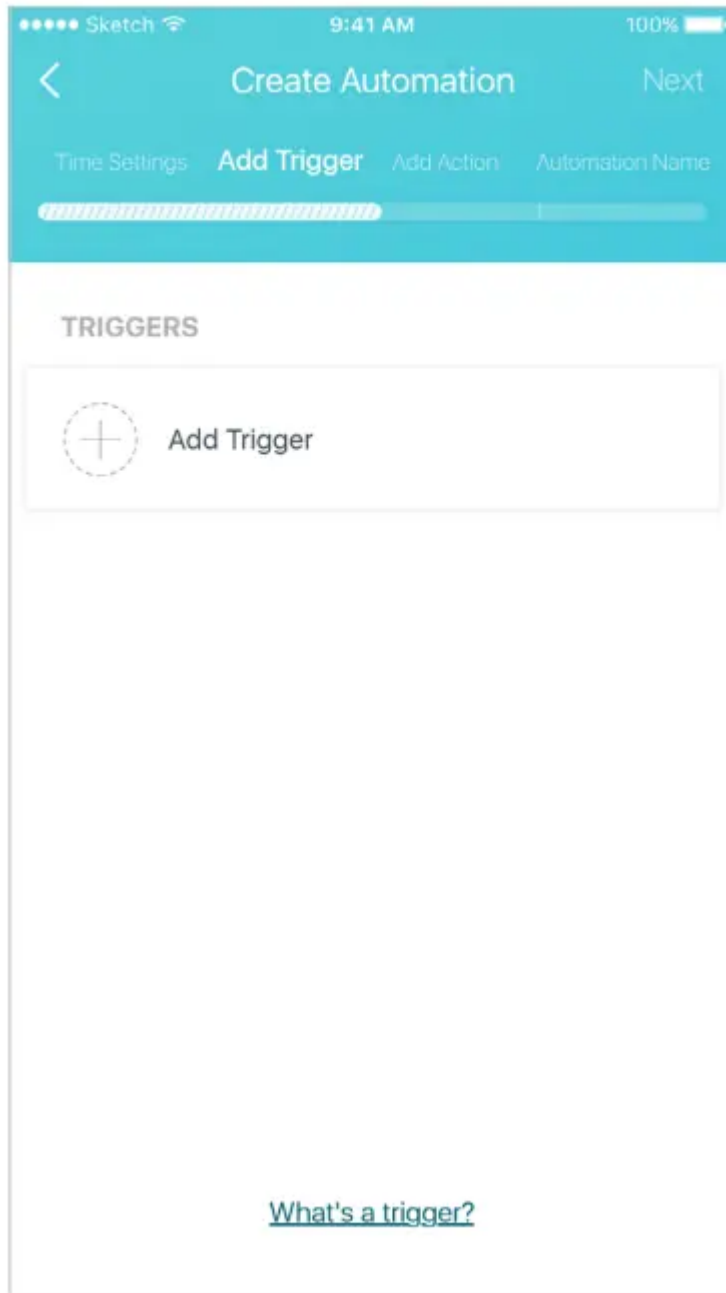 Sketch 9:41 AM 100%
Create Automation Next
Time Settings Add Trigger Add Action Automation Name
TRIGGERS
Add Trigger
What's a trigger?